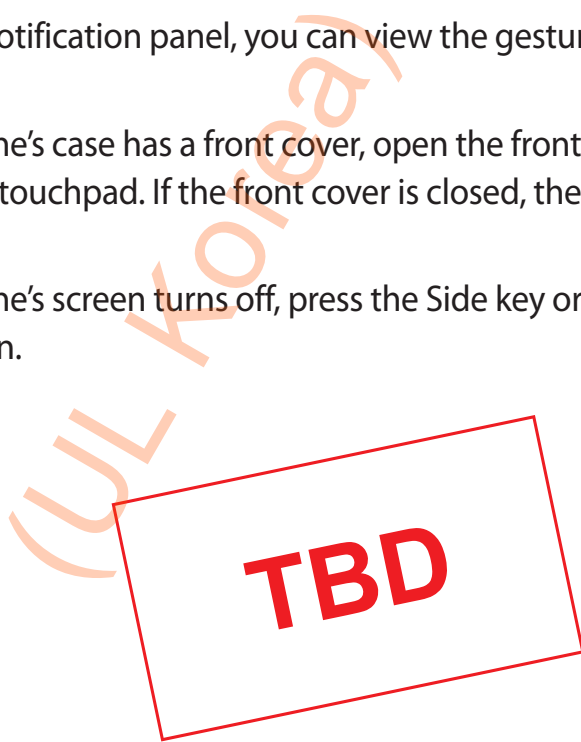 otification panel, you can view the gestur
ne's case has a front cover, open the front
touchpad. If the front cover is closed, the
ne's screen turns off, press the Side key or
n.
(UL Korea)
TBD